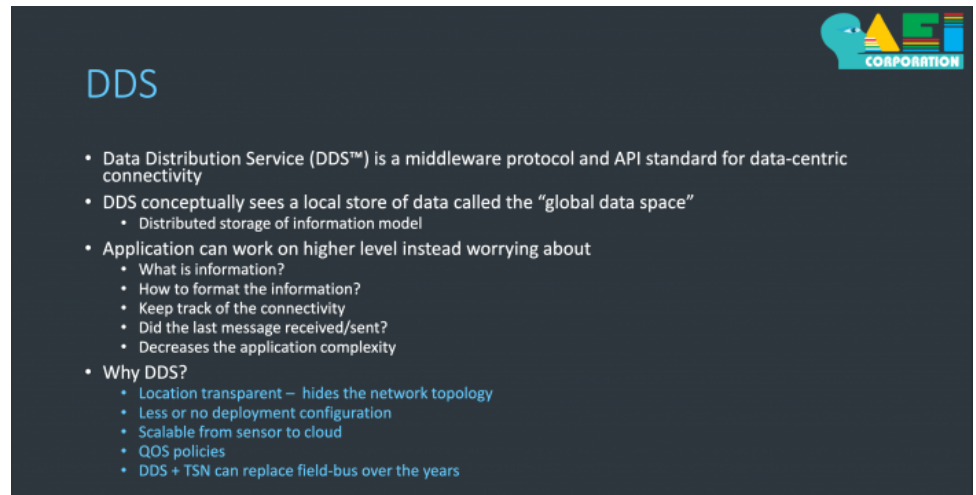 AEI
CORPORATION
DDS
• Data Distribution Service (DDS™) is a middleware protocol and API standard for data-centric
connectivity
• DDS conceptually sees a local store of data called the “global data space”
• Distributed storage of information model
• Application can work on higher level instead worrying about
• What is information?
• How to format the information?
• Keep track of the connectivity
• Did the last message received/sent?
• Decreases the application complexity
• Why DDS?
• Location transparent – hides the network topology
• Less or no deployment configuration
• Scalable from sensor to cloud
• QOS policies
• DDS + TSN can replace field-bus over the years